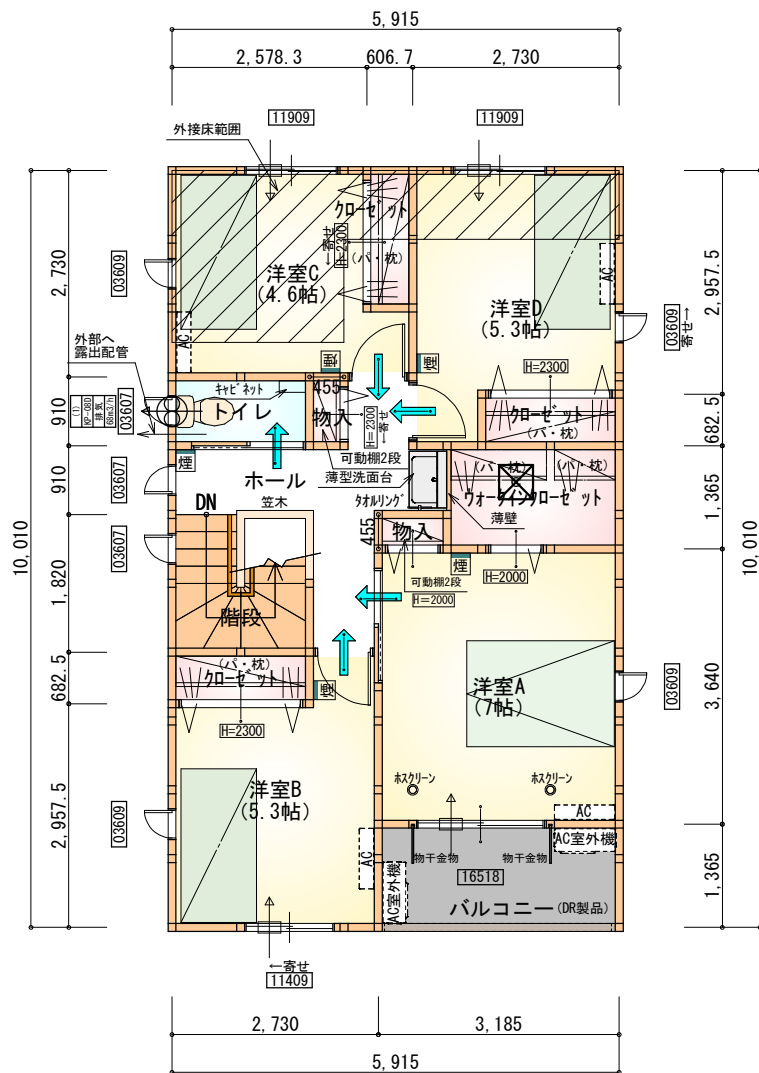 5,915
2,578.3 606.7 2,730
11909 11909
外接床範囲
クローゼット
H=2300
←寄せ
(パ・枕)
洋室C
(4.6帖)
洋室D
(5.3帖)
AC
AC
03609
03609
寄せ→
2,730
2,957.5
外部へ
露出配管
煙
煙
H=2300
キャビネット
トイレ
455
物入
H=2300
←寄せ
クローゼット
(パ・枕)
(1)
KP-08D
排気
68m3/h
03607
910
682.5
可動棚2段
薄型洗面台
煙
ホール
笠木
タオルリング
(パ・枕) (パ・枕)
ウォークインクローゼット
薄壁
03607
910
1,365
DN
455
物入
煙
03607
可動棚2段
H=2000
H=2000
10,010
10,010
1,820
階段
(パ・枕)
クローゼット
煙
H=2300
682.5
洋室A
(7帖)
03609
3,640
洋室B
(5.3帖)
ホスクリーン ホスクリーン
03609
2,957.5
AC
AC
AC室外機
AC室外機
物干金物 物干金物
16518
バルコニー(DR製品)
1,365
←寄せ
11409
2,730 3,185
5,915